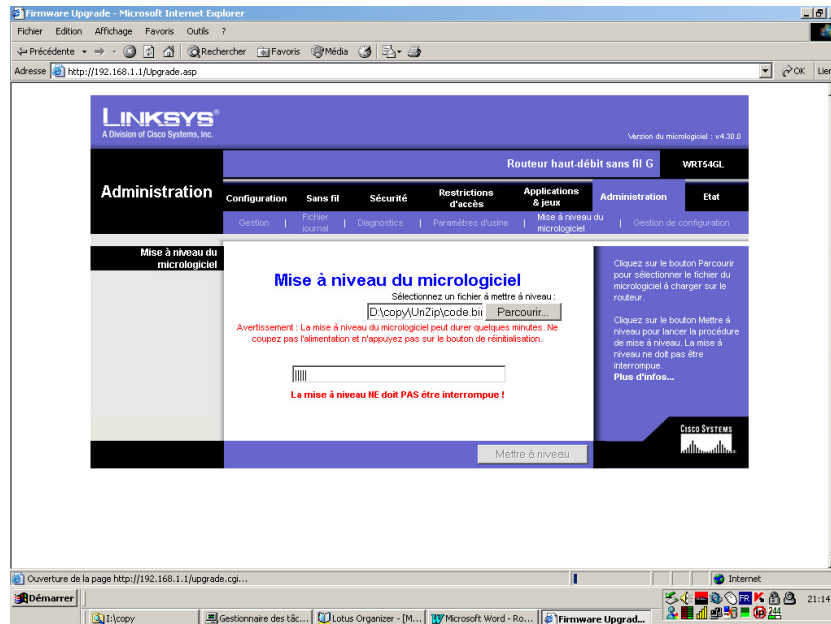 Firmware Upgrade - Microsoft Internet Explorer
Fichier Edition Affichage Favoris Outils ?
Précédente Rechercher Favoris Média
Adresse http://192.168.1.1/Upgrade.asp OK Lier
LINKSYS®
A Division of Cisco Systems, Inc.
Version du micrologiciel : v4.30.0
Routeur haut-débit sans fil G WRT54GL
Administration
Configuration Sans fil Sécurité Restrictions d'accès Applications & jeux Administration Etat
Gestion | Fichier journal | Diagnostics | Paramètres d'usine | Mise à niveau du micrologiciel | Gestion de configuration
Mise à niveau du
micrologiciel
Mise à niveau du micrologiciel
Sélectionnez un fichier à mettre à niveau :
D:\copy\UnZip\code.bii Parcourir...
Avertissement : La mise à niveau du micrologiciel peut durer quelques minutes. Ne
coupez pas l'alimentation et n'appuyez pas sur le bouton de réinitialisation.
La mise à niveau NE doit PAS être interrompue !
Mettre à niveau
Cliquez sur le bouton Parcourir
pour sélectionner le fichier du
micrologiciel à charger sur le
routeur.
Cliquez sur le bouton Mettre à
niveau pour lancer la procédure
de mise à niveau. La mise à
niveau ne doit pas être
interrompue.
Plus d'infos...
CISCO SYSTEMS
Ouverture de la page http://192.168.1.1/upgrade.cgi... Internet
Démarrer FR 21:14
I:\copy Gestionnaire des tâc... Lotus Organizer - [M... Microsoft Word - Ro... Firmware Upgrad... 244